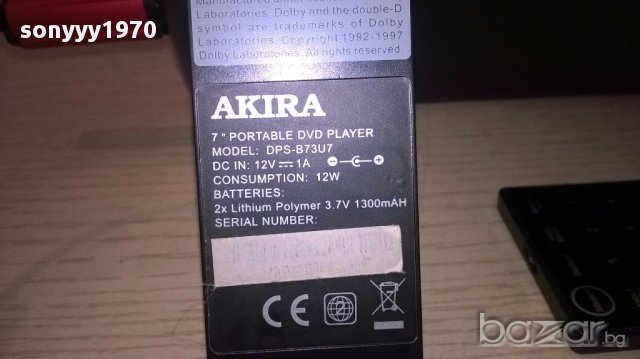 sonyyy1970
Laboratories. Dolby and the double-D
symbol are trademarks of Dolby
Laboratories. Copyright 1992-1997
Dolby Laboratories. All rights reserved.
AKIRA
7 " PORTABLE DVD PLAYER
MODEL: DPS-B73U7
DC IN: 12V 1A
CONSUMPTION: 12W
BATTERIES:
2x Lithium Polymer 3.7V 1300mAH
SERIAL NUMBER:
CE
2
bazar.bg